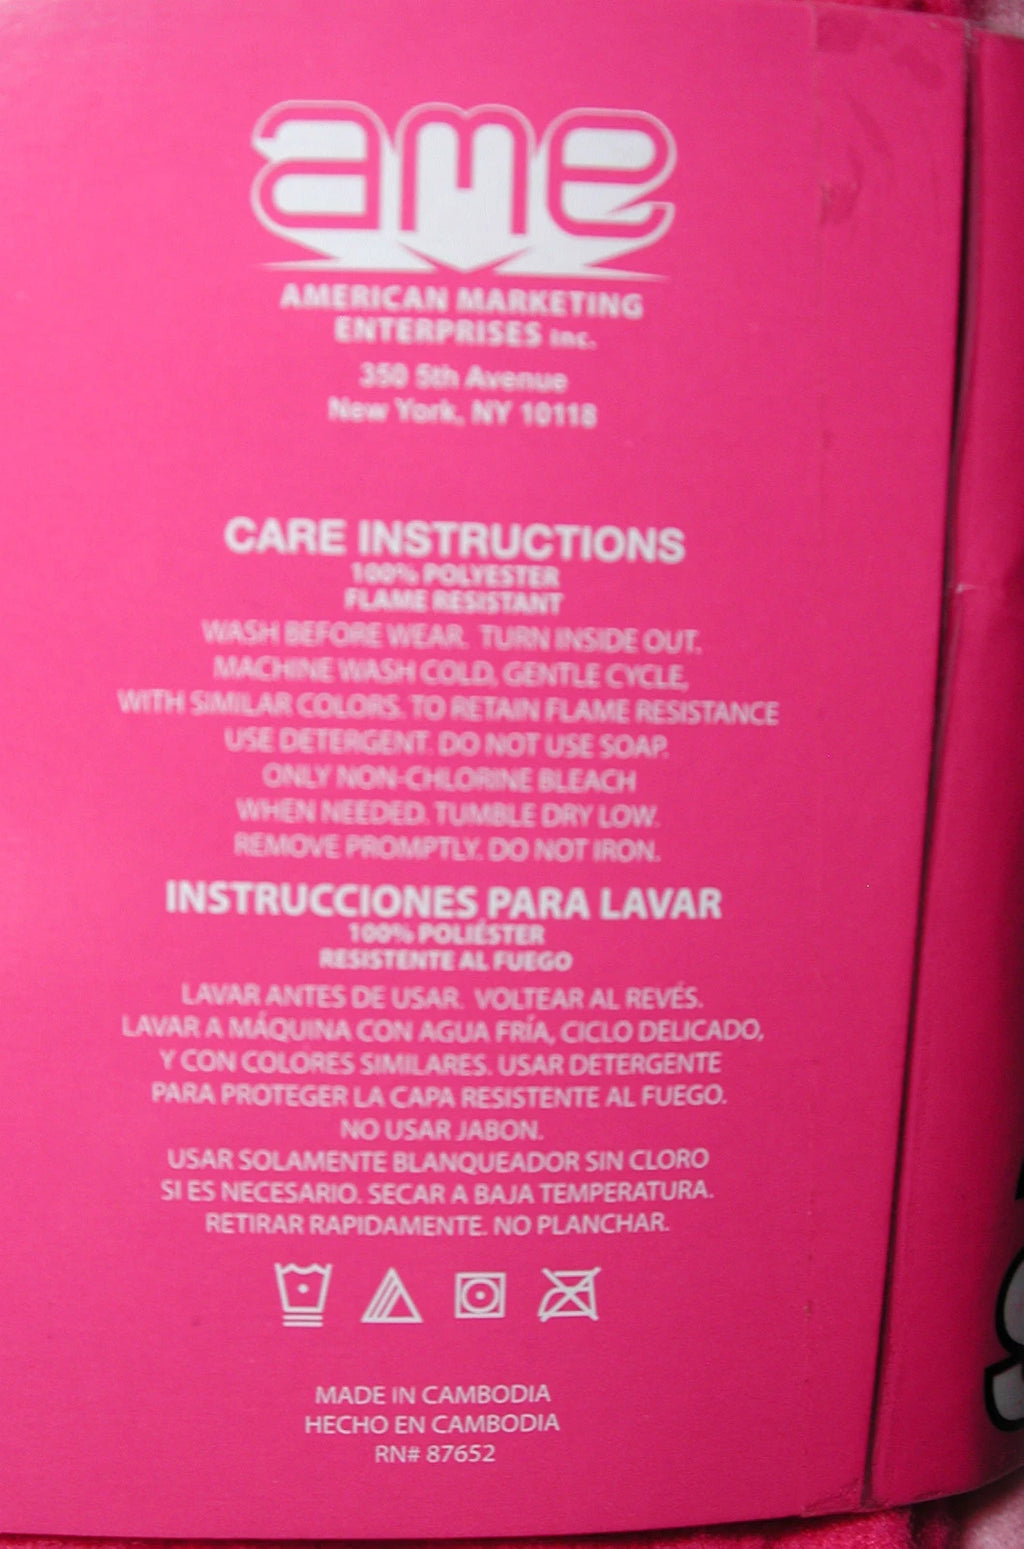 ame
AMERICAN MARKETING
ENTERPRISES Inc.
350 5th Avenue
New York, NY 10118
CARE INSTRUCTIONS
100% POLYESTER
FLAME RESISTANT
WASH BEFORE WEAR. TURN INSIDE OUT.
MACHINE WASH COLD, GENTLE CYCLE,
WITH SIMILAR COLORS. TO RETAIN FLAME RESISTANCE
USE DETERGENT. DO NOT USE SOAP.
ONLY NON-CHLORINE BLEACH
WHEN NEEDED. TUMBLE DRY LOW.
REMOVE PROMPTLY. DO NOT IRON.
INSTRUCCIONES PARA LAVAR
100% POLIÉSTER
RESISTENTE AL FUEGO
LAVAR ANTES DE USAR. VOLTEAR AL REVÉS.
LAVAR A MÁQUINA CON AGUA FRÍA, CICLO DELICADO,
Y CON COLORES SIMILARES. USAR DETERGENTE
PARA PROTEGER LA CAPA RESISTENTE AL FUEGO.
NO USAR JABON.
USAR SOLAMENTE BLANQUEADOR SIN CLORO
SI ES NECESARIO. SECAR A BAJA TEMPERATURA.
RETIRAR RAPIDAMENTE. NO PLANCHAR.
MADE IN CAMBODIA
HECHO EN CAMBODIA
RN# 87652